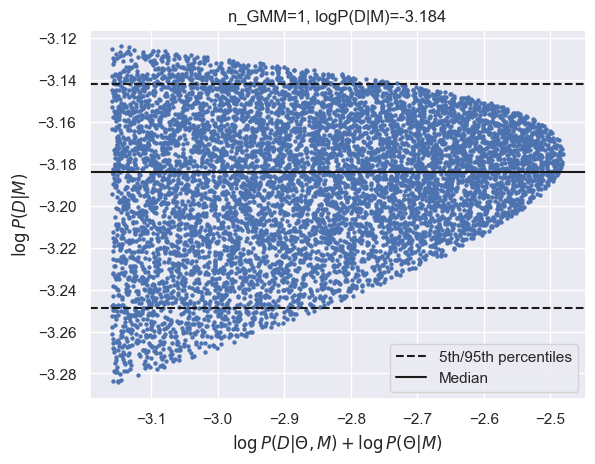 n_GMM=1, logP(D|M)=-3.184
−3.12
−3.14
−3.16
−3.18
−3.20
−3.22
−3.24
−3.26
−3.28
log P(D|M)
5th/95th percentiles
Median
−3.1 −3.0 −2.9 −2.8 −2.7 −2.6 −2.5
log P(D|Θ, M) + log P(Θ|M)